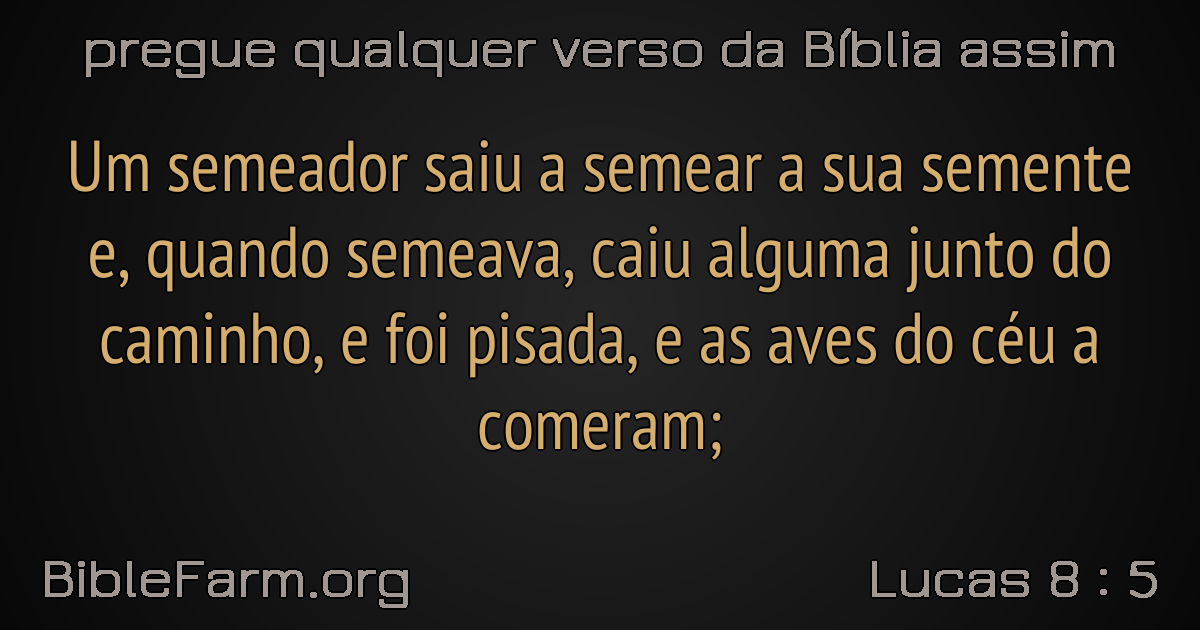 pregue qualquer verso da Bíblia assim
Um semeador saiu a semear a sua semente
e, quando semeava, caiu alguma junto do
caminho, e foi pisada, e as aves do céu a
comeram;
BibleFarm.org
Lucas 8 : 5